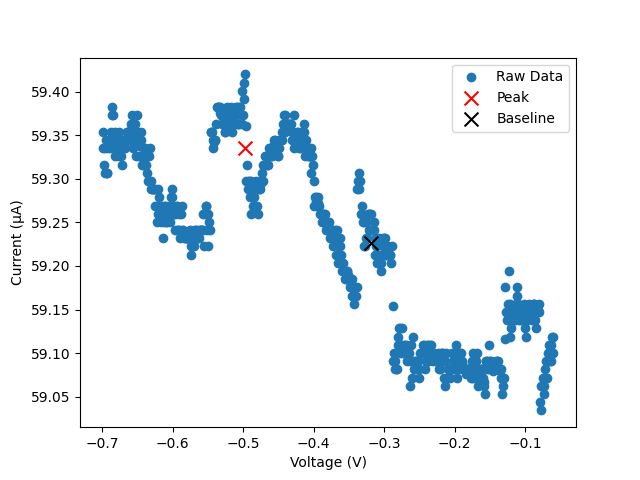 Raw Data
Peak
Baseline
59.40
59.35
59.30
59.25
59.20
59.15
59.10
59.05
Current (µA)
−0.7 −0.6 −0.5 −0.4 −0.3 −0.2 −0.1
Voltage (V)